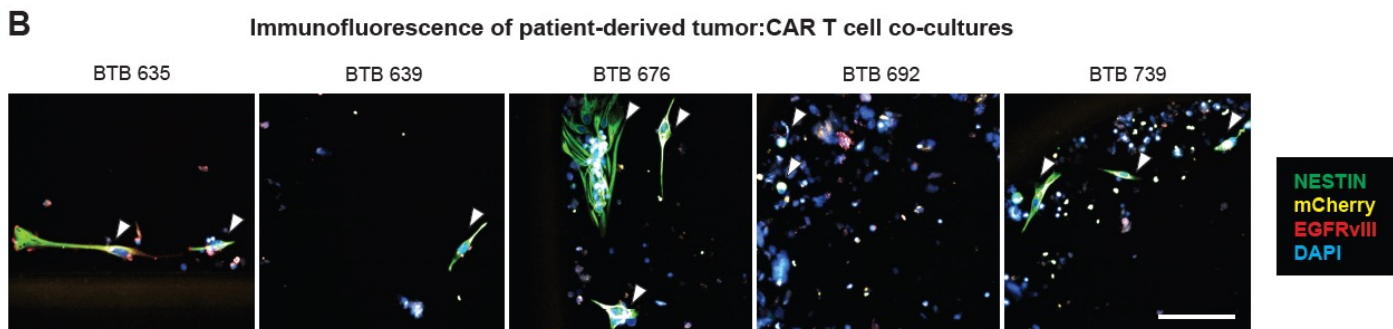 B
Immunofluorescence of patient-derived tumor:CAR T cell co-cultures
BTB 635
BTB 639
BTB 676
BTB 692
BTB 739
NESTIN
mCherry
EGFRvIII
DAPI